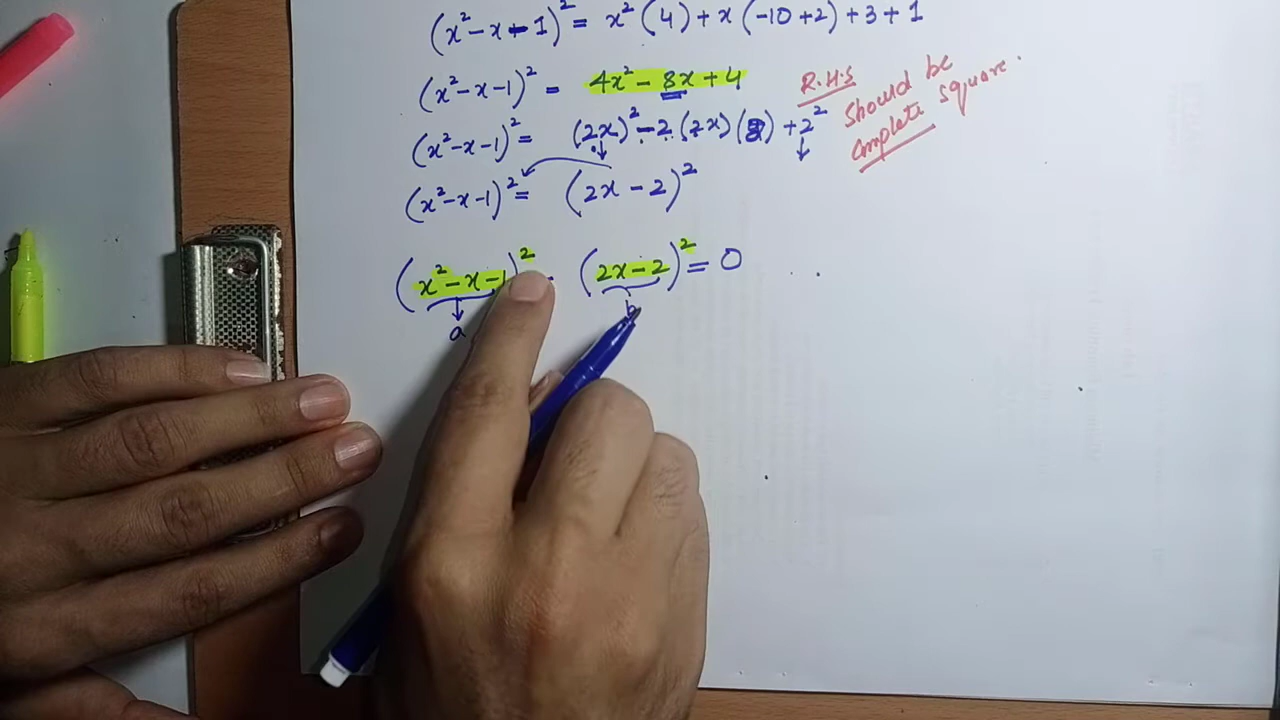 (x² - x - 1)² = x²(4) + x(-10+2) + 3 + 1
(x² - x - 1)² = 4x² - 8x + 4
R.H.S
Should be
complete square.
(x² - x - 1)² = (2x)² - 2(2x)(2) + 2²
(x² - x - 1)² = (2x - 2)²
(x² - x - 1)² - (2x - 2)² = 0
a b